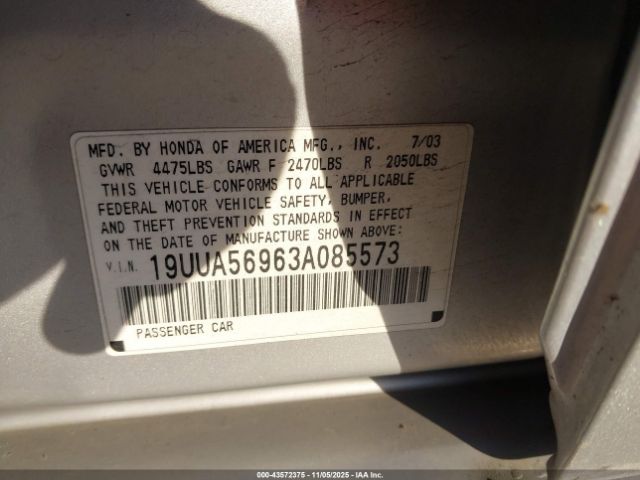 MFD. BY HONDA OF AMERICA MFG., INC. 7/03
GVWR 4475LBS GAWR F 2470LBS R 2050LBS
THIS VEHICLE CONFORMS TO ALL APPLICABLE
FEDERAL MOTOR VEHICLE SAFETY, BUMPER,
AND THEFT PREVENTION STANDARDS IN EFFECT
ON THE DATE OF MANUFACTURE SHOWN ABOVE:
V.I.N. 19UUA56963A085573
PASSENGER CAR
000-43572375 - 11/05/2025 - IAA Inc.